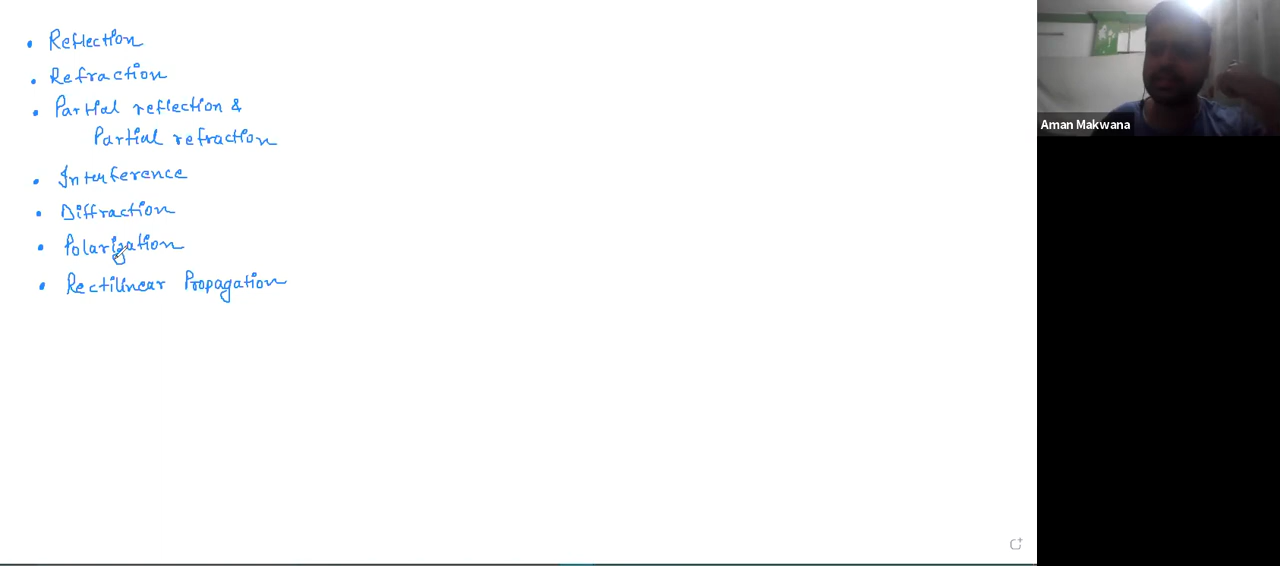 • Reflection
• Refraction
• Partial reflection &
Partial refraction
• Interference
• Diffraction
• Polarization
• Rectilinear Propagation
Aman Makwana